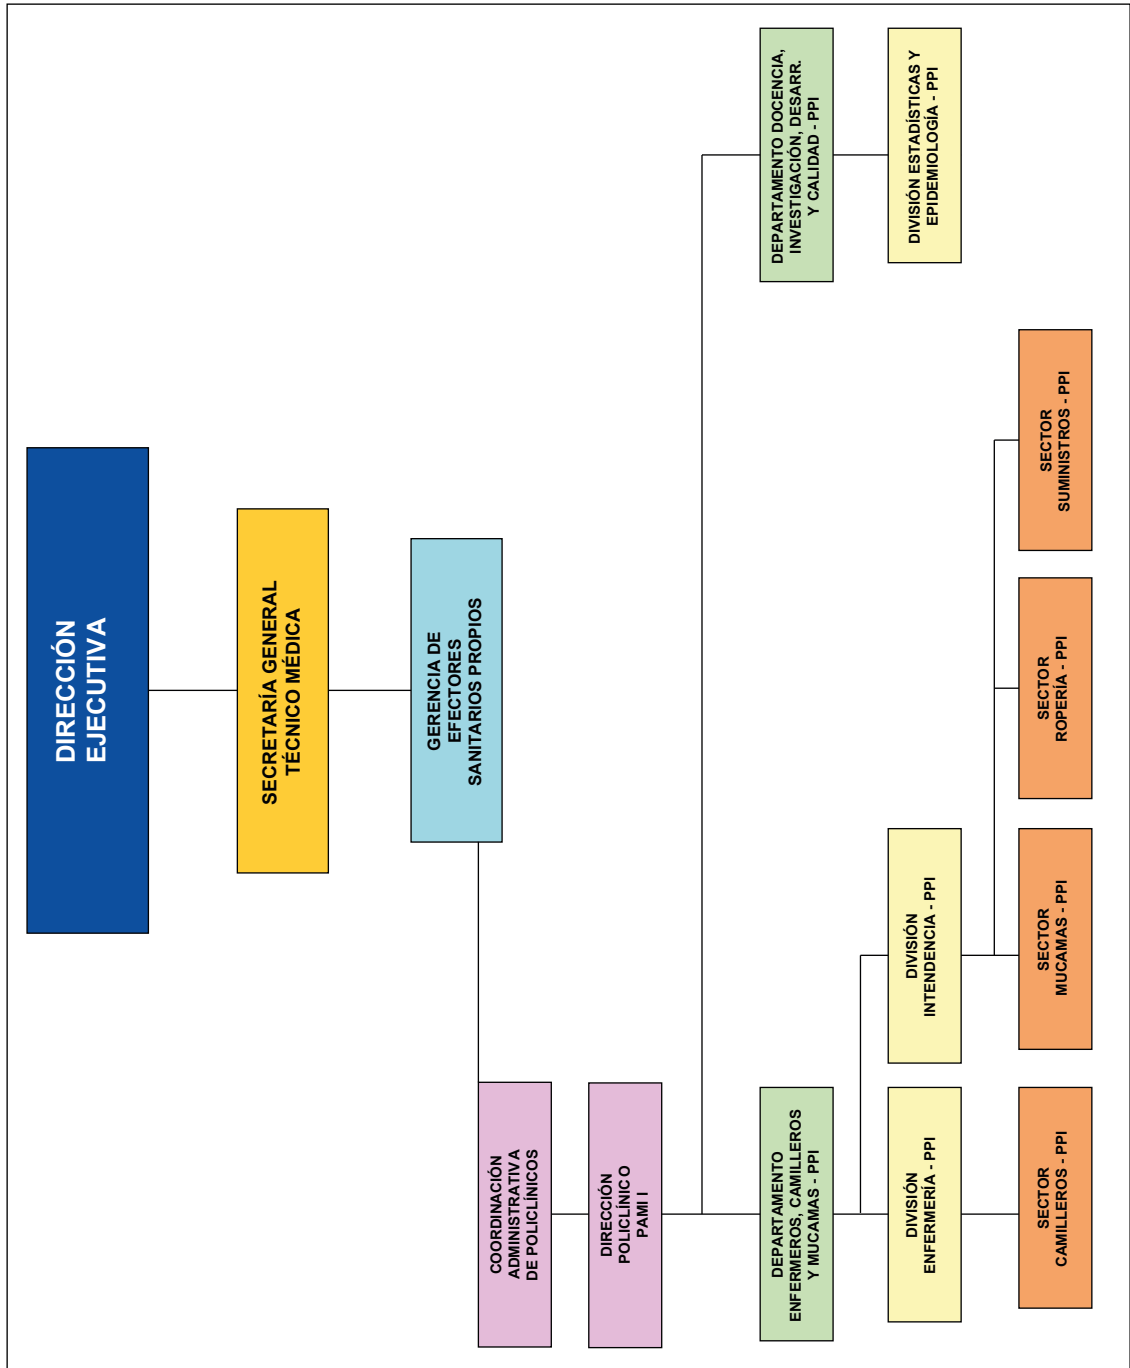 DIRECCIÓN
EJECUTIVA
SECRETARÍA GENERAL
TÉCNICO MÉDICA
GERENCIA DE
EFECTORES
SANITARIOS PROPIOS
COORDINACIÓN
ADMINISTRATIVA
DE POLICLÍNICOS
DIRECCIÓN
POLICLÍNICO
PAMI I
DEPARTAMENTO
ENFERMEROS, CAMILLEROS
Y MUCAMAS - PPI
DEPARTAMENTO DOCENCIA,
INVESTIGACIÓN, DESARR.
Y CALIDAD - PPI
DIVISIÓN
ENFERMERÍA - PPI
DIVISIÓN
INTENDENCIA - PPI
DIVISIÓN ESTADÍSTICAS Y
EPIDEMIOLOGÍA - PPI
SECTOR
CAMILLEROS - PPI
SECTOR
MUCAMAS - PPI
SECTOR
ROPERÍA - PPI
SECTOR
SUMINISTROS - PPI